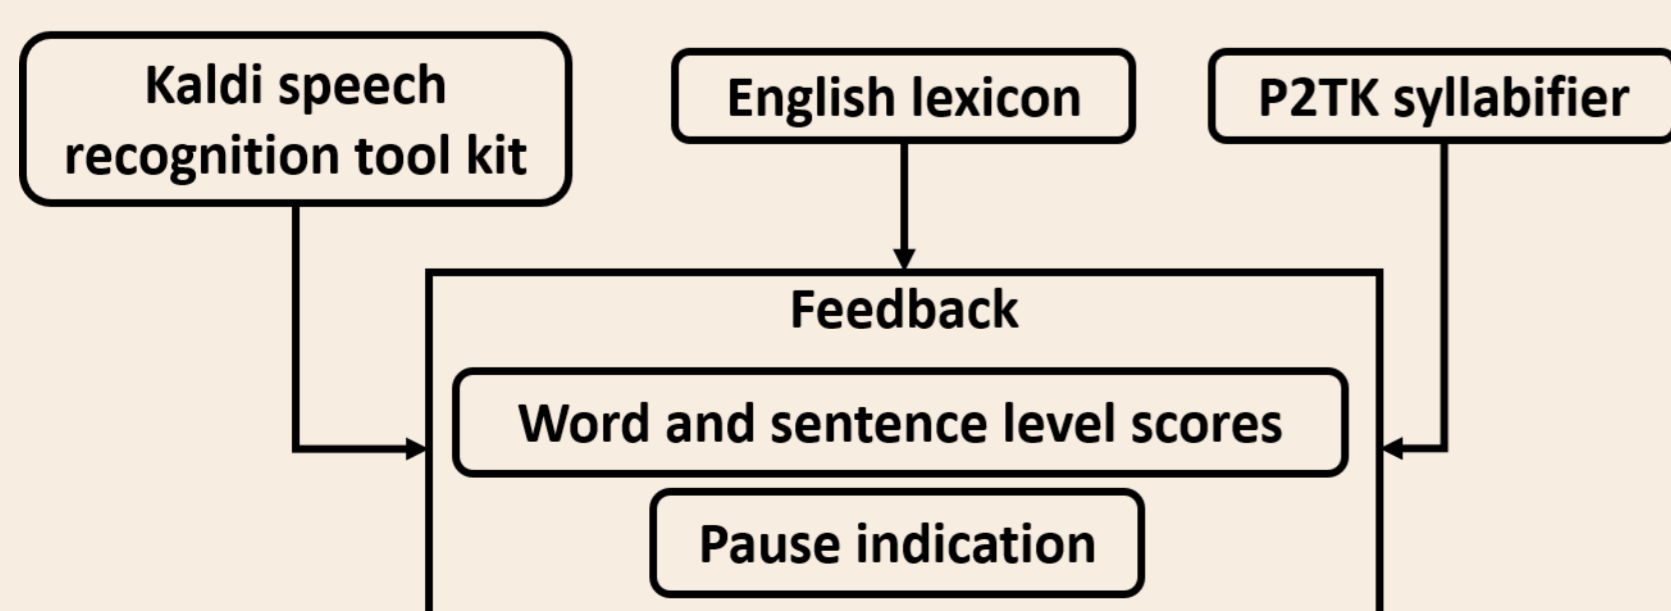 Kaldi speech
recognition tool kit
English lexicon
P2TK syllabifier
Feedback
Word and sentence level scores
Pause indication